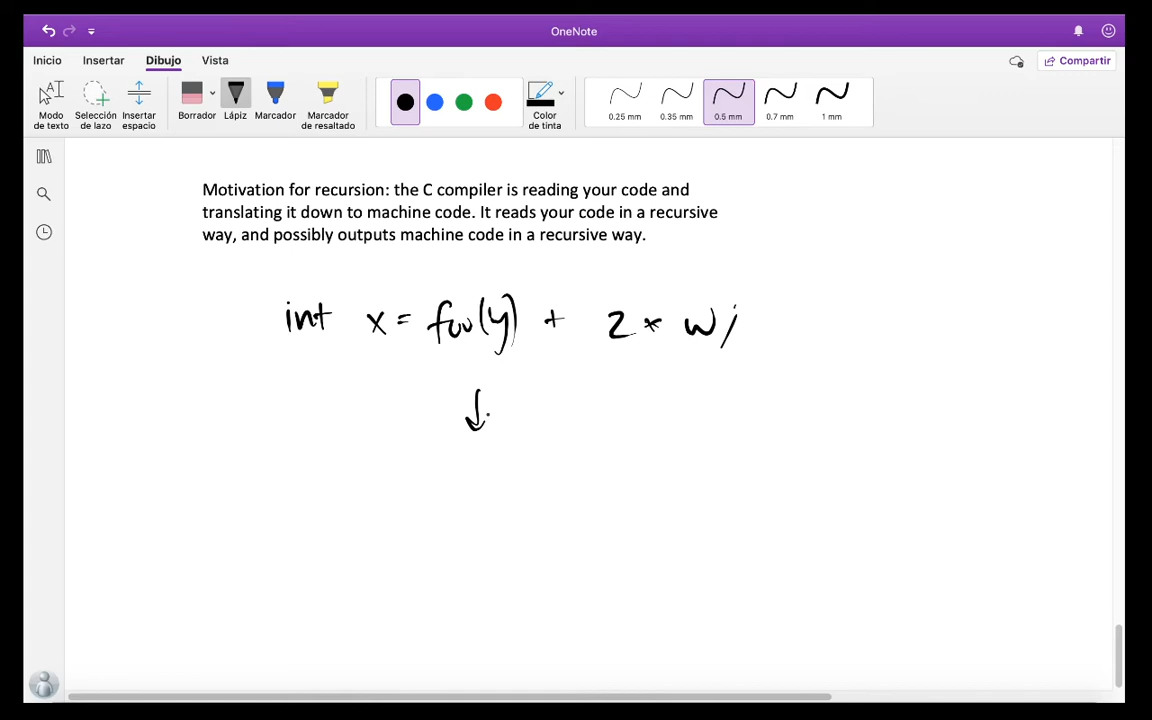 OneNote
Inicio Insertar Dibujo Vista
Compartir
Modo de texto
Selección de lazo
Insertar espacio
Borrador
Lápiz
Marcador
Marcador de resaltado
Color de tinta
0.25 mm
0.35 mm
0.5 mm
0.7 mm
1 mm
Motivation for recursion: the C compiler is reading your code and
translating it down to machine code. It reads your code in a recursive
way, and possibly outputs machine code in a recursive way.
int x = foo(y) + 2 * w;